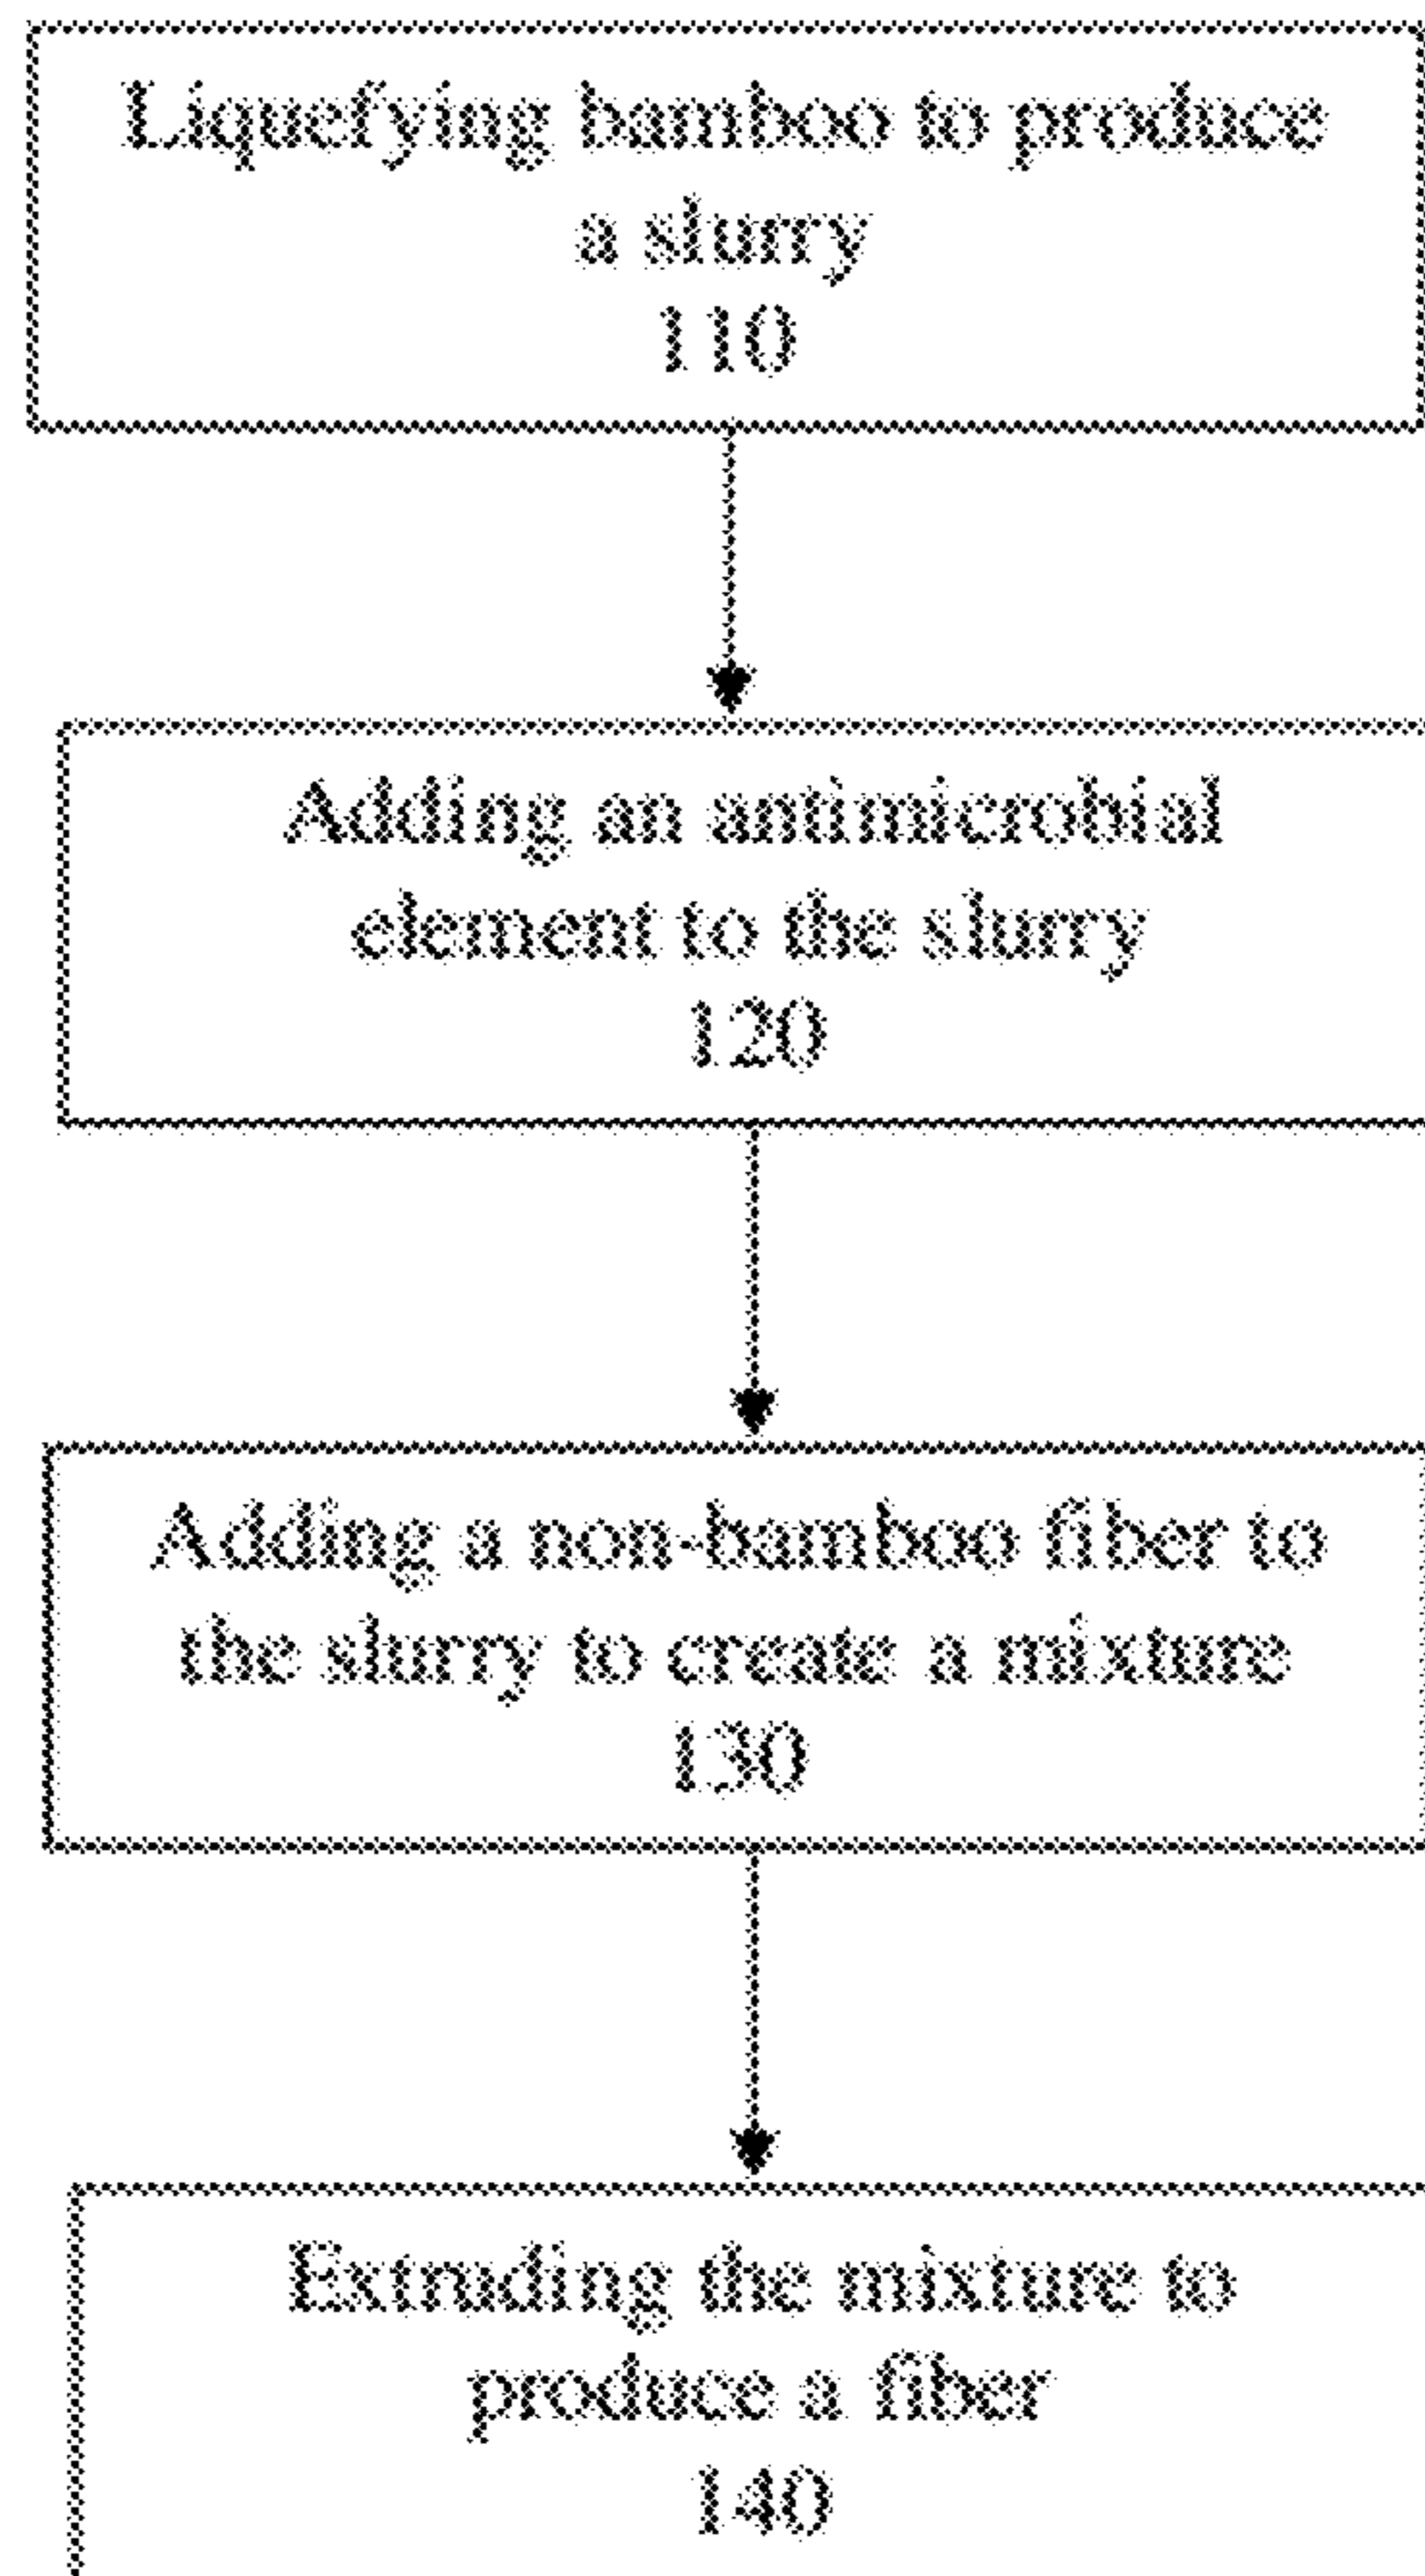 Liquefying bamboo to produce
a slurry
110
Adding an antimicrobial
element to the slurry
120
Adding a non-bamboo fiber to
the slurry to create a mixture
130
Extruding the mixture to
produce a fiber
140